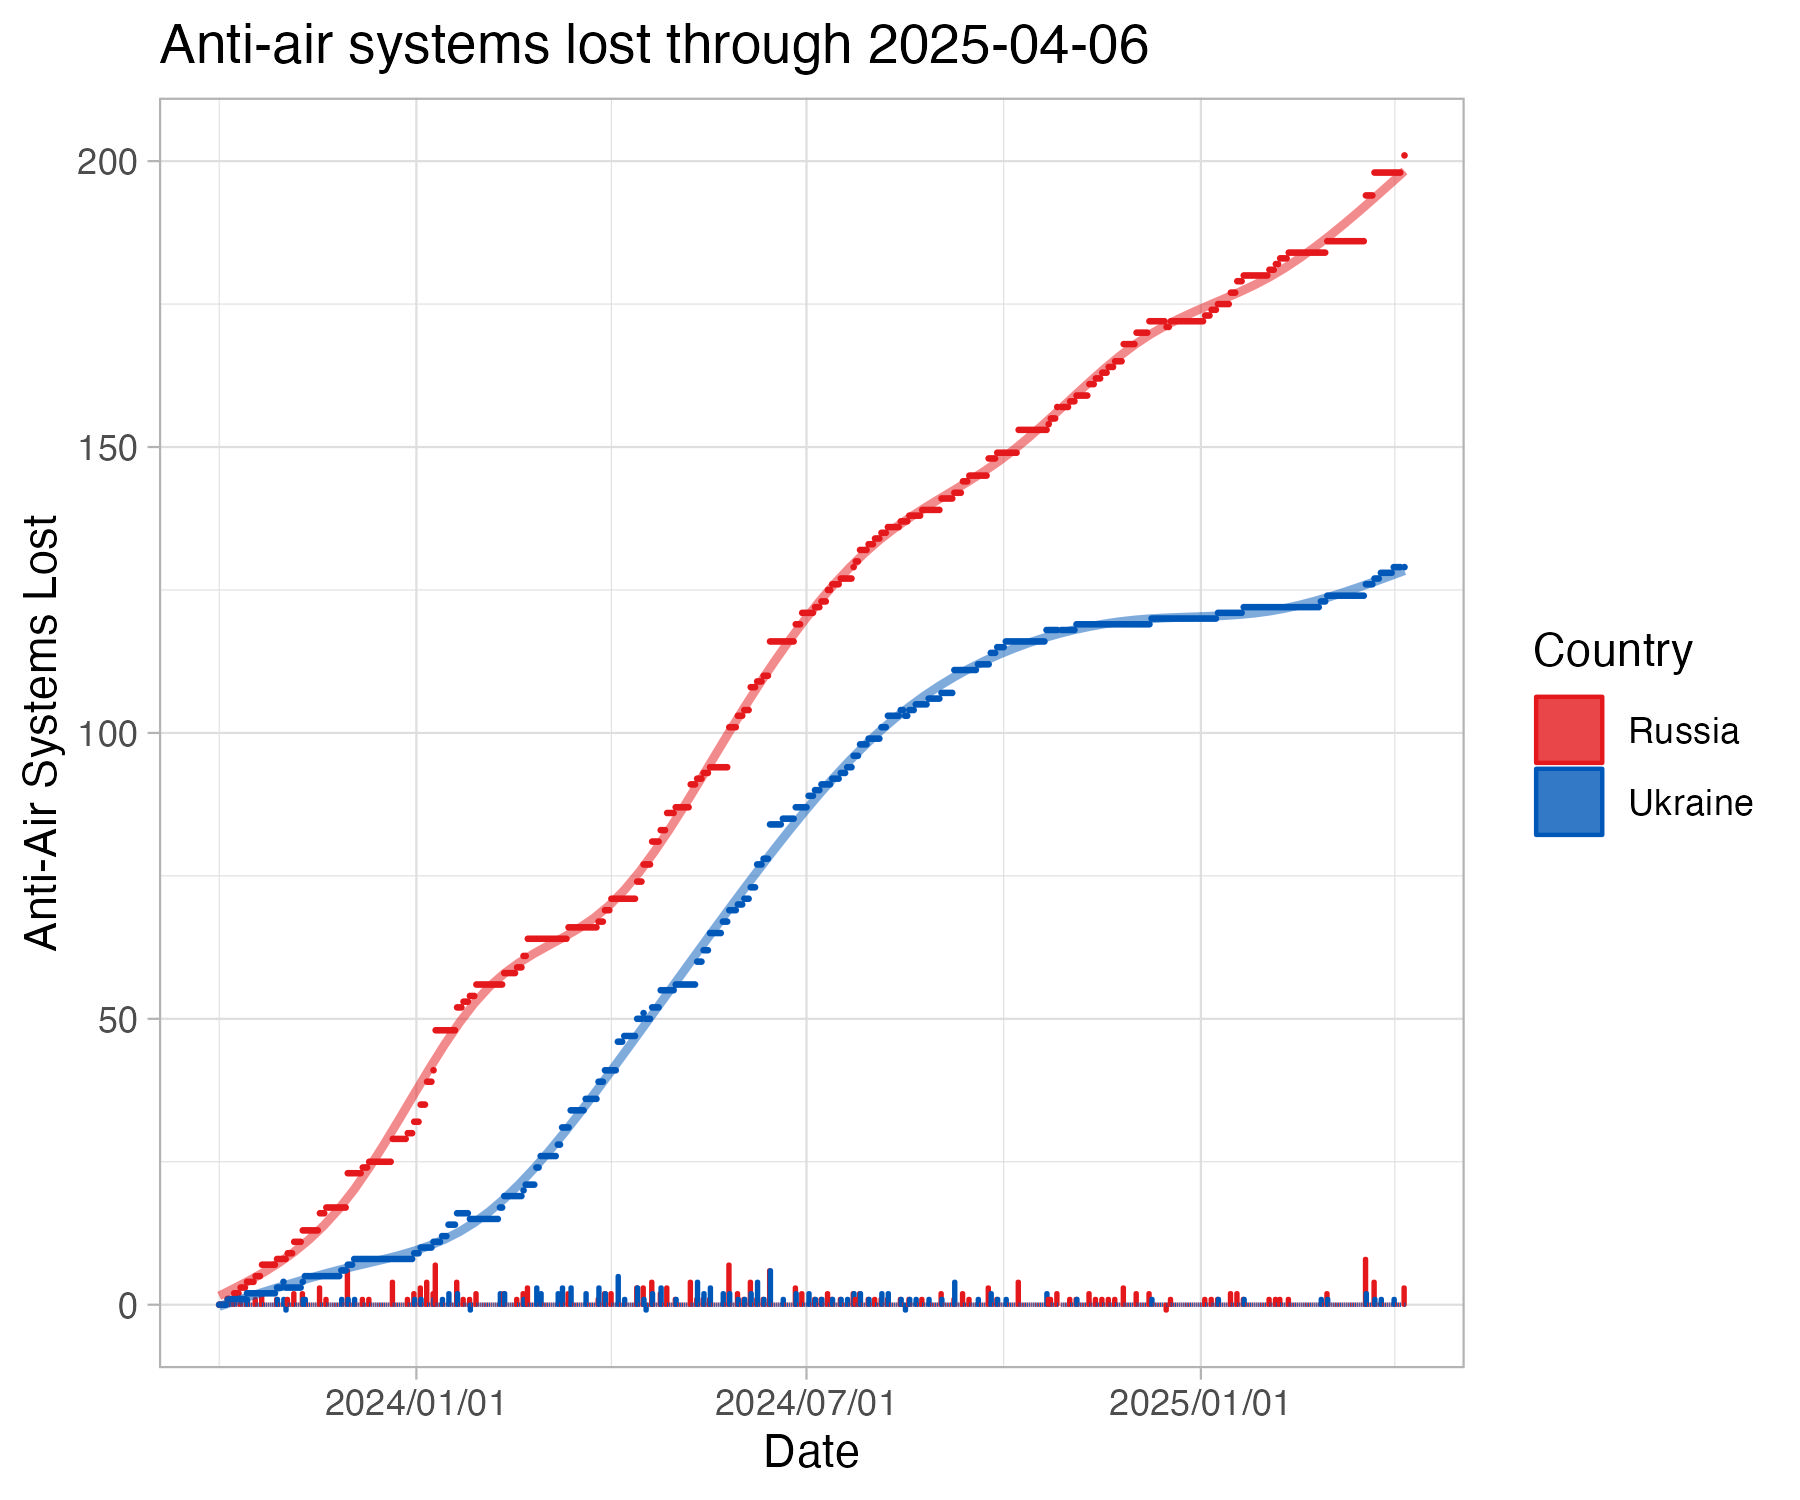 Anti-air systems lost through 2025-04-06
Anti-Air Systems Lost
200
150
100
50
0
2024/01/01
2024/07/01
2025/01/01
Date
Country
Russia
Ukraine